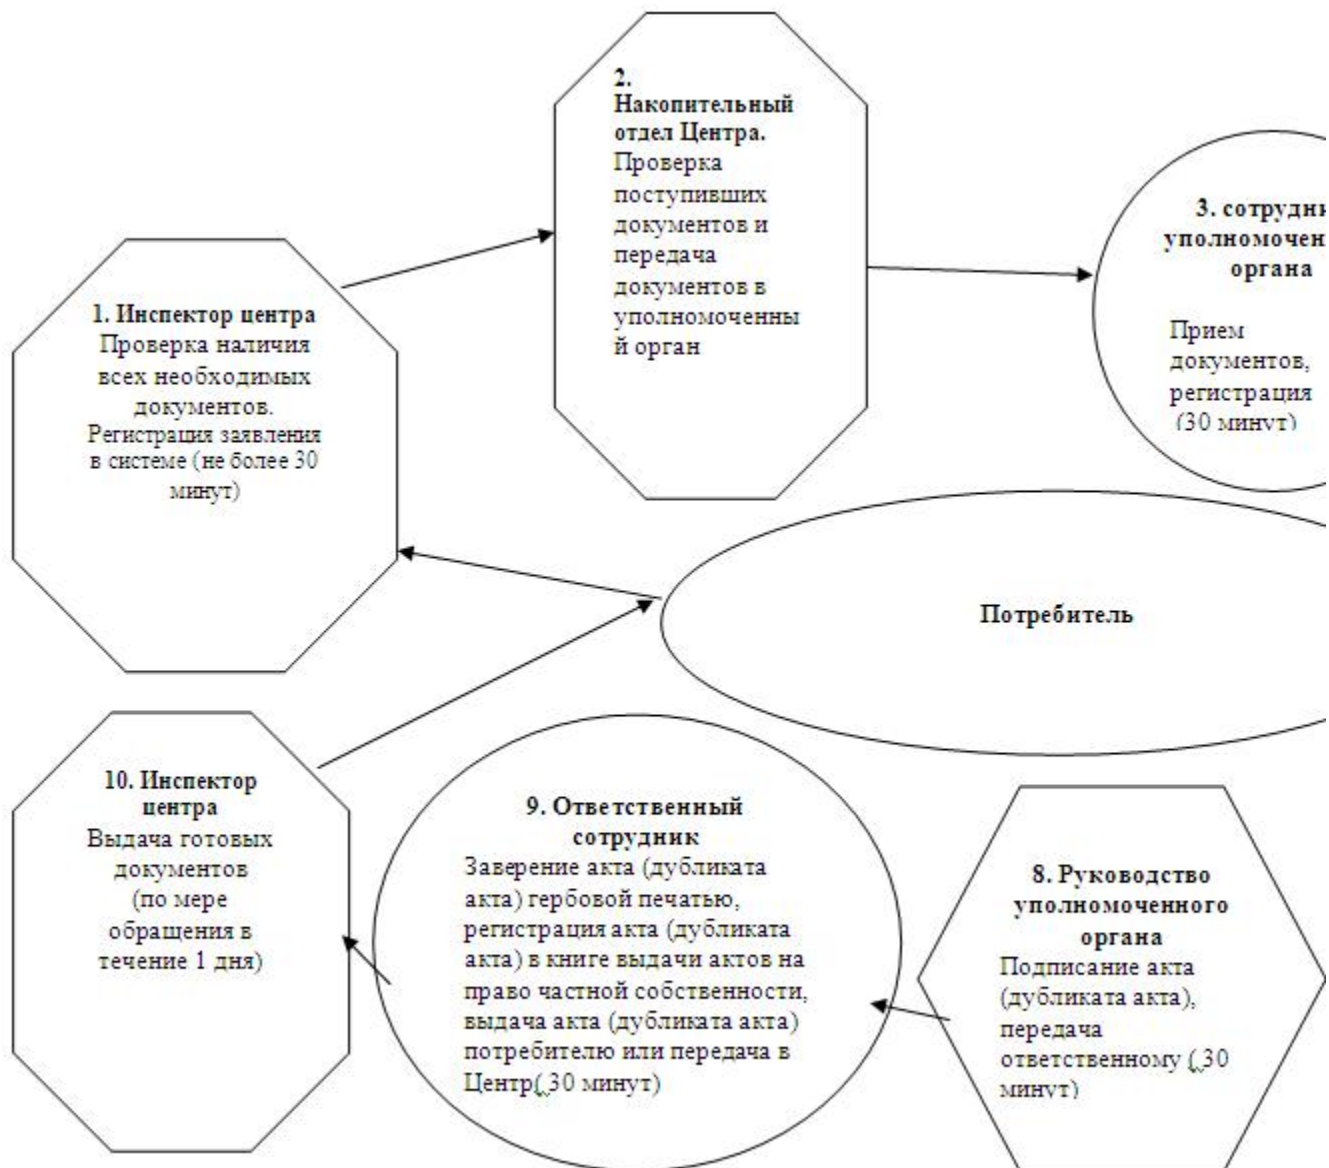 1. Инспектор центра
Проверка наличия
всех необходимых
документов.
Регистрация заявления
в системе (не более 30
минут)
2.
Накопительный
отдел Центра.
Проверка
поступивших
документов и
передача
документов в
уполномоченны
й орган
3. сотрудни
уполномочен
органа
Прием
документов,
регистрация
(30 минут)
Потребитель
10. Инспектор
центра
Выдача готовых
документов
(по мере
обращения в
течение 1 дня)
9. Ответственный
сотрудник
Заверение акта (дубликата
акта) гербовой печатью,
регистрация акта (дубликата
акта) в книге выдачи актов на
право частной собственности,
выдача акта (дубликата акта)
потребителю или передача в
Центр( 30 минут)
8. Руководство
уполномоченного
органа
Подписание акта
(дубликата акта),
передача
ответственному ( 30
минут)